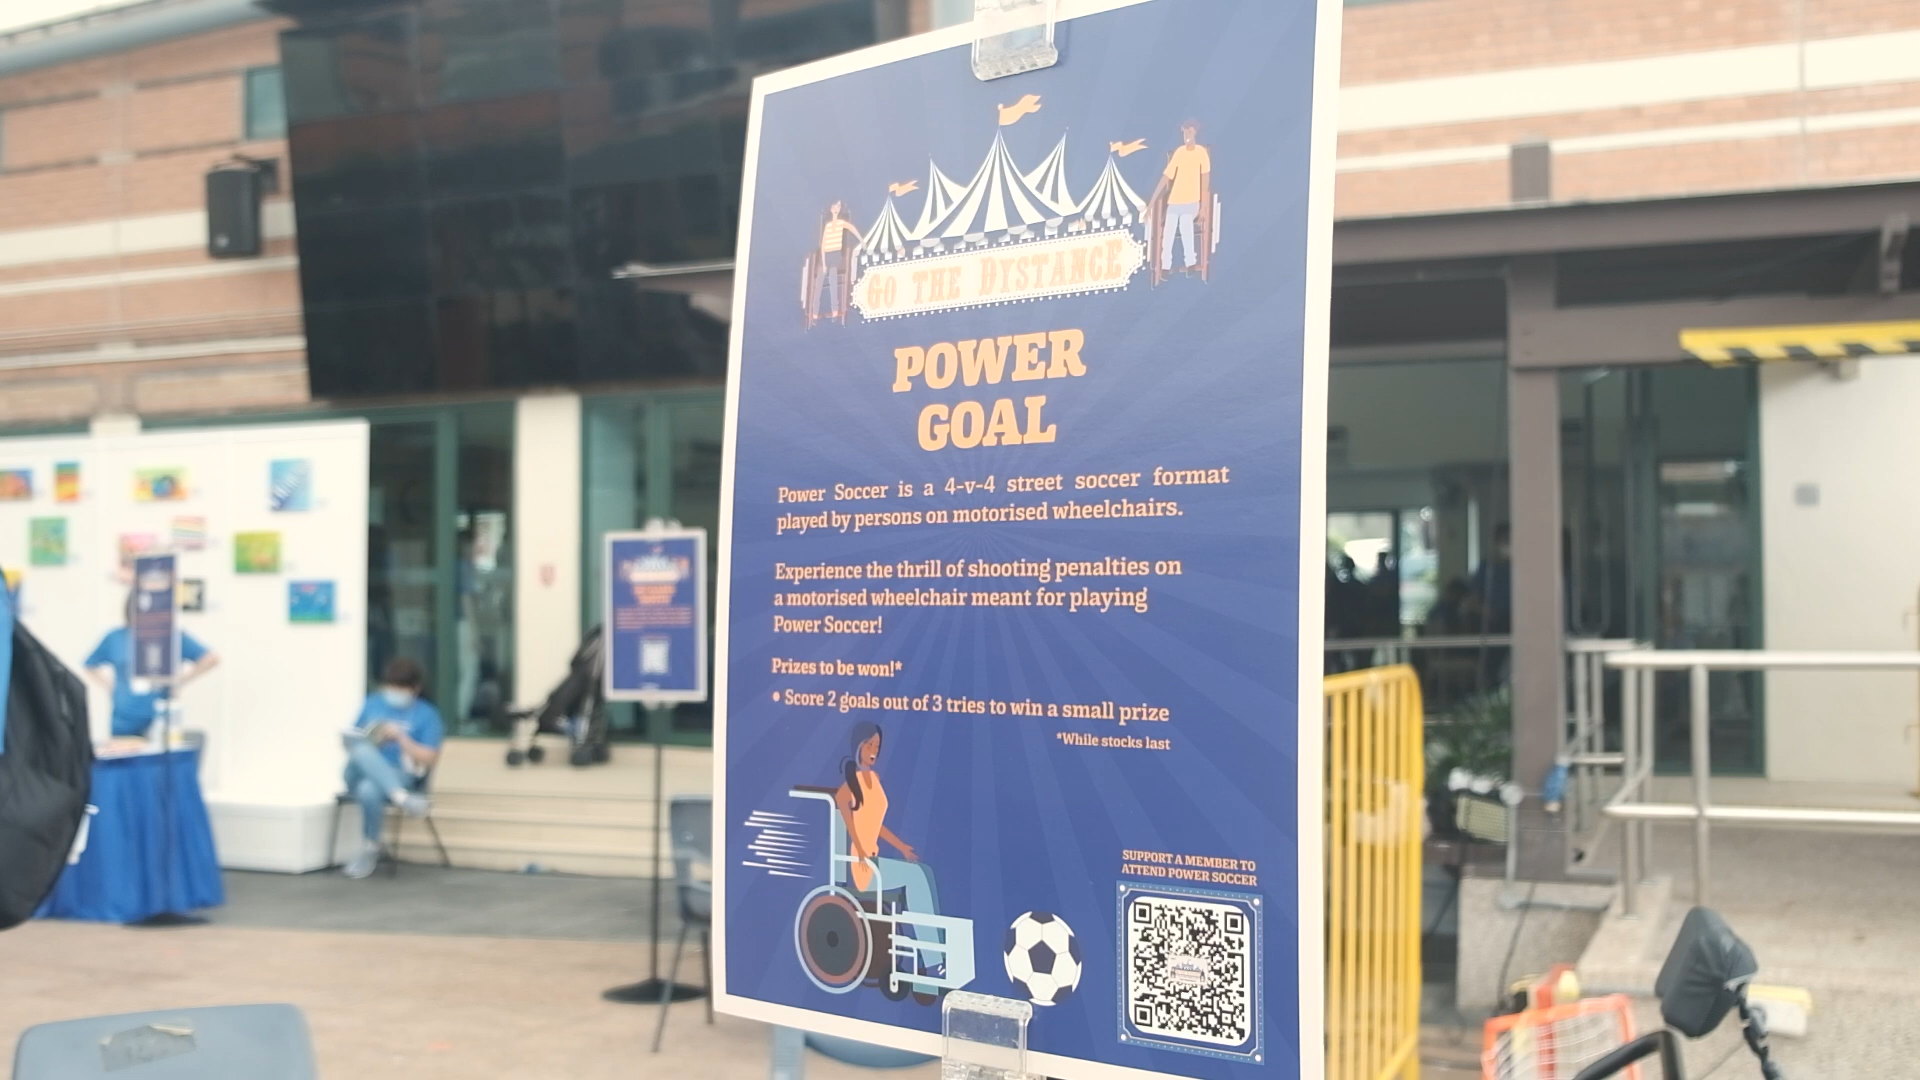 GO THE DYSTANCE
POWER
GOAL
Power Soccer is a 4-v-4 street soccer format
played by persons on motorised wheelchairs.
Experience the thrill of shooting penalties on
a motorised wheelchair meant for playing
Power Soccer!
Prizes to be won!*
• Score 2 goals out of 3 tries to win a small prize
*While stocks last
SUPPORT A MEMBER TO
ATTEND POWER SOCCER